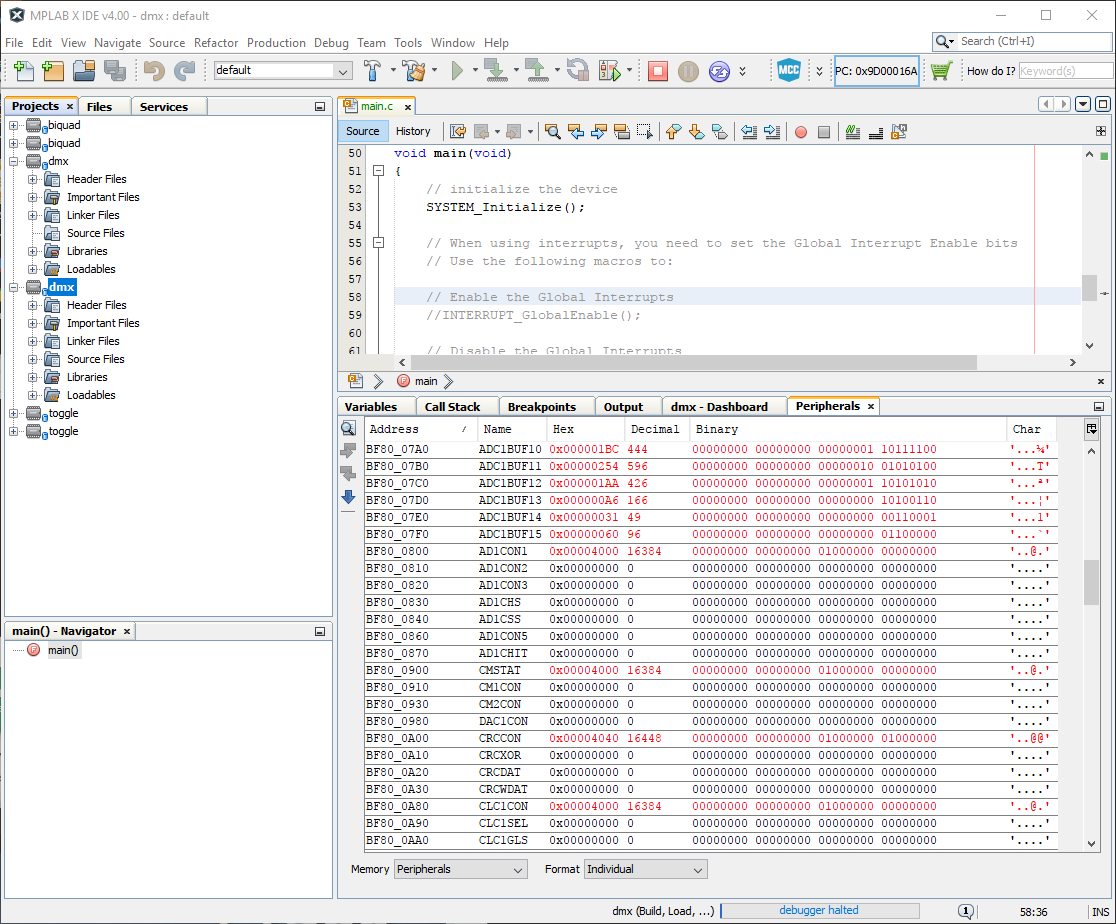 MPLAB X IDE v4.00 - dmx : default
File Edit View Navigate Source Refactor Production Debug Team Tools Window Help
Search (Ctrl+I)
default
MCC
PC: 0x9D00016A
How do I?
Keyword(s)
Projects
Files
Services
biquad
biquad
dmx
Header Files
Important Files
Linker Files
Source Files
Libraries
Loadables
dmx
Header Files
Important Files
Linker Files
Source Files
Libraries
Loadables
toggle
toggle
main() - Navigator
main()
main.c
Source
History
50 void main(void)
51 {
52 // initialize the device
53 SYSTEM_Initialize();
54
55 // When using interrupts, you need to set the Global Interrupt Enable bits
56 // Use the following macros to:
57
58 // Enable the Global Interrupts
59 //INTERRUPT_GlobalEnable();
60
61 // Disable the Global Interrupts
main
Variables Call Stack Breakpoints Output dmx - Dashboard Peripherals
Address / Name Hex Decimal Binary Char
BF80_07A0 ADC1BUF10 0x000001BC 444 00000000 00000000 00000001 10111100 '...¼'
BF80_07B0 ADC1BUF11 0x00000254 596 00000000 00000000 00000010 01010100 '...T'
BF80_07C0 ADC1BUF12 0x000001AA 426 00000000 00000000 00000001 10101010 '...ª'
BF80_07D0 ADC1BUF13 0x000000A6 166 00000000 00000000 00000000 10100110 '...¦'
BF80_07E0 ADC1BUF14 0x00000031 49 00000000 00000000 00000000 00110001 '...1'
BF80_07F0 ADC1BUF15 0x00000060 96 00000000 00000000 00000000 01100000 '...`'
BF80_0800 AD1CON1 0x00004000 16384 00000000 00000000 01000000 00000000 '..@.'
BF80_0810 AD1CON2 0x00000000 0 00000000 00000000 00000000 00000000 '....'
BF80_0820 AD1CON3 0x00000000 0 00000000 00000000 00000000 00000000 '....'
BF80_0830 AD1CHS 0x00000000 0 00000000 00000000 00000000 00000000 '....'
BF80_0840 AD1CSS 0x00000000 0 00000000 00000000 00000000 00000000 '....'
BF80_0860 AD1CON5 0x00000000 0 00000000 00000000 00000000 00000000 '....'
BF80_0870 AD1CHIT 0x00000000 0 00000000 00000000 00000000 00000000 '....'
BF80_0900 CMSTAT 0x00004000 16384 00000000 00000000 01000000 00000000 '..@.'
BF80_0910 CM1CON 0x00000000 0 00000000 00000000 00000000 00000000 '....'
BF80_0930 CM2CON 0x00000000 0 00000000 00000000 00000000 00000000 '....'
BF80_0980 DAC1CON 0x00000000 0 00000000 00000000 00000000 00000000 '....'
BF80_0A00 CRCCON 0x00004040 16448 00000000 00000000 01000000 01000000 '..@@'
BF80_0A10 CRCXOR 0x00000000 0 00000000 00000000 00000000 00000000 '....'
BF80_0A20 CRCDAT 0x00000000 0 00000000 00000000 00000000 00000000 '....'
BF80_0A30 CRCWDAT 0x00000000 0 00000000 00000000 00000000 00000000 '....'
BF80_0A80 CLC1CON 0x00004000 16384 00000000 00000000 01000000 00000000 '..@.'
BF80_0A90 CLC1SEL 0x00000000 0 00000000 00000000 00000000 00000000 '....'
BF80_0AA0 CLC1GLS 0x00000000 0 00000000 00000000 00000000 00000000 '....'
Memory Peripherals Format Individual
dmx (Build, Load, ...) debugger halted 1 58:36 INS